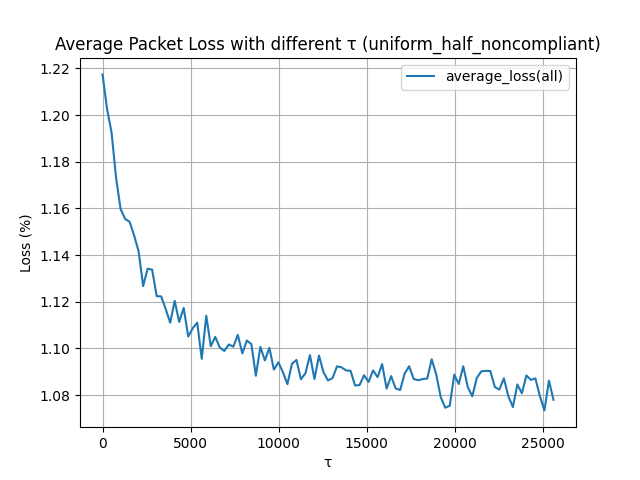 Average Packet Loss with different τ (uniform_half_noncompliant)
average_loss(all)
Loss (%)
1.22
1.20
1.18
1.16
1.14
1.12
1.10
1.08
0 5000 10000 15000 20000 25000
τ